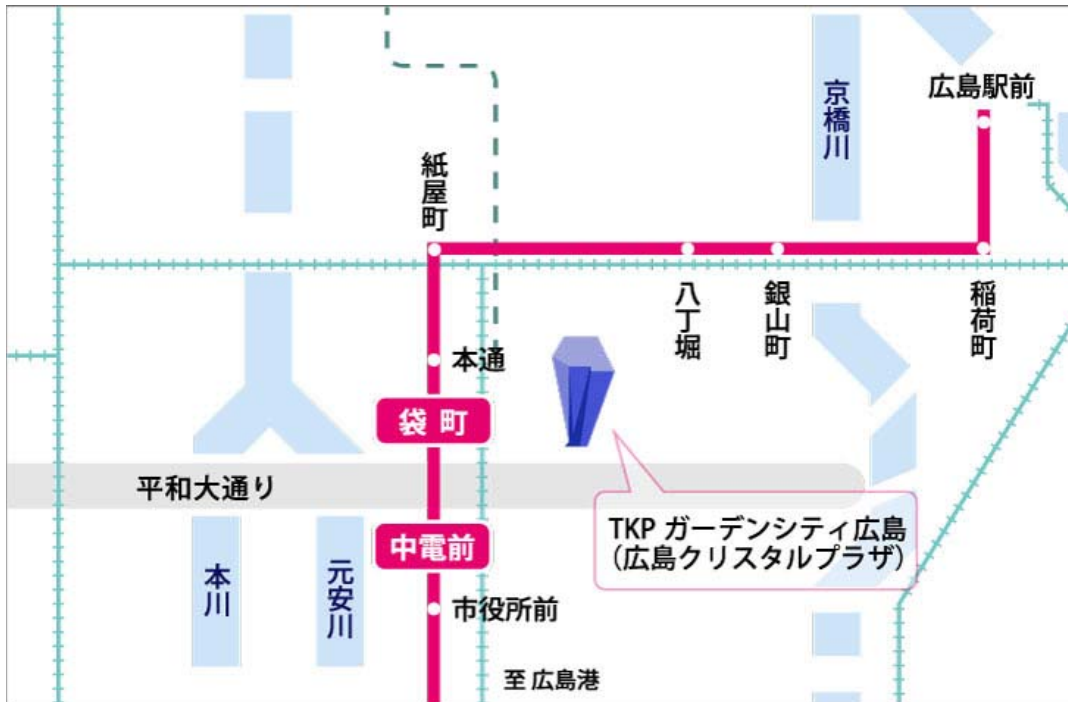 広島駅前
京橋川
紙屋町
八丁堀
銀山町
稲荷町
本通
袋町
平和大通り
TKP ガーデンシティ広島
（広島クリスタルプラザ）
中電前
本川
元安川
市役所前
至 広島港